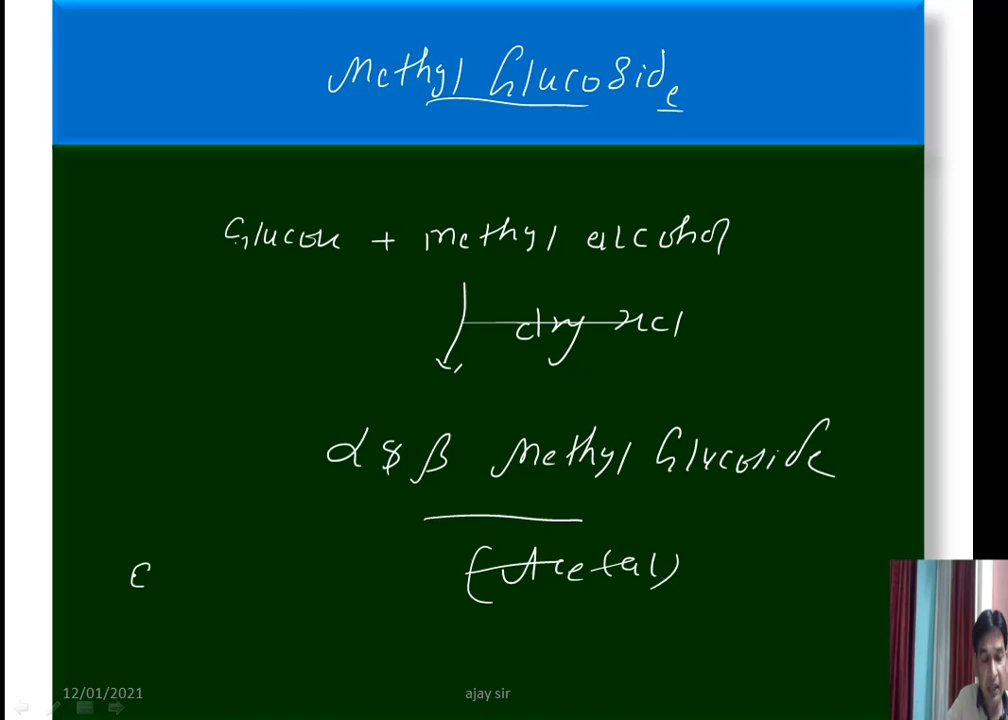 Methyl Glucoside
Glucose + methyl alcohol
dry HCl
α & β Methyl Glucoside
(Acetal)
E
12/01/2021 ajay sir